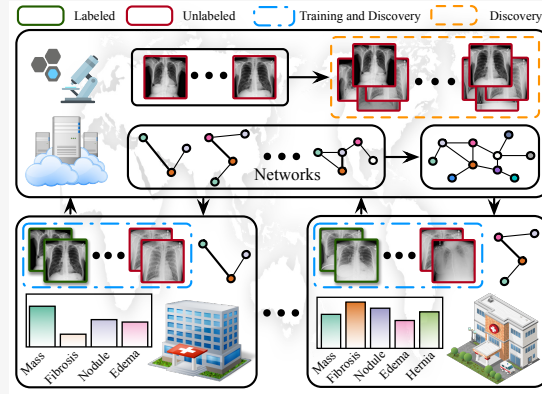 Labeled Unlabeled Training and Discovery Discovery
Networks
Mass Fibrosis Nodule Edema
Mass Fibrosis Nodule Edema Hernia